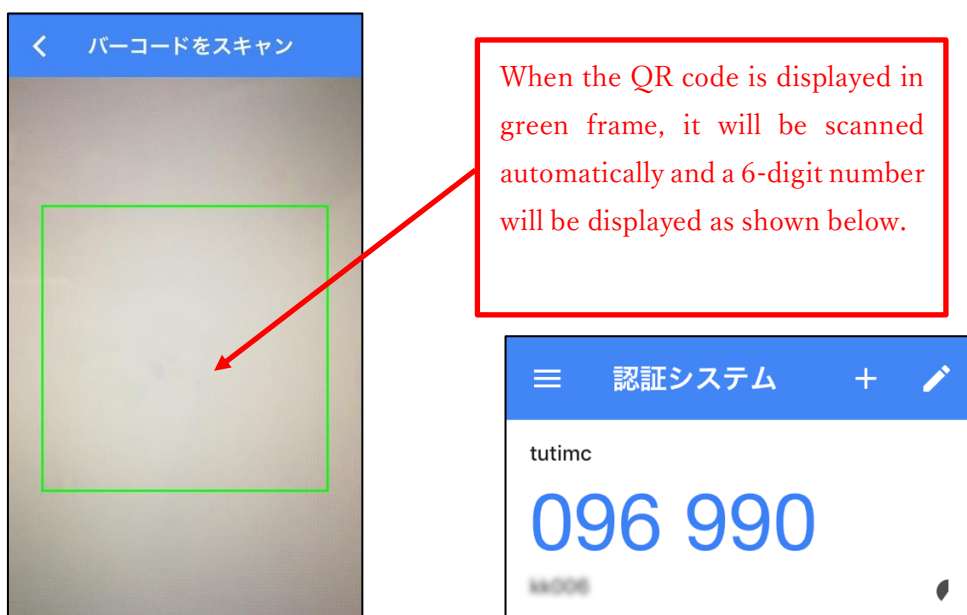 バーコードをスキャン
When the QR code is displayed in
green frame, it will be scanned
automatically and a 6-digit number
will be displayed as shown below.
認証システム
tutimc
096 990